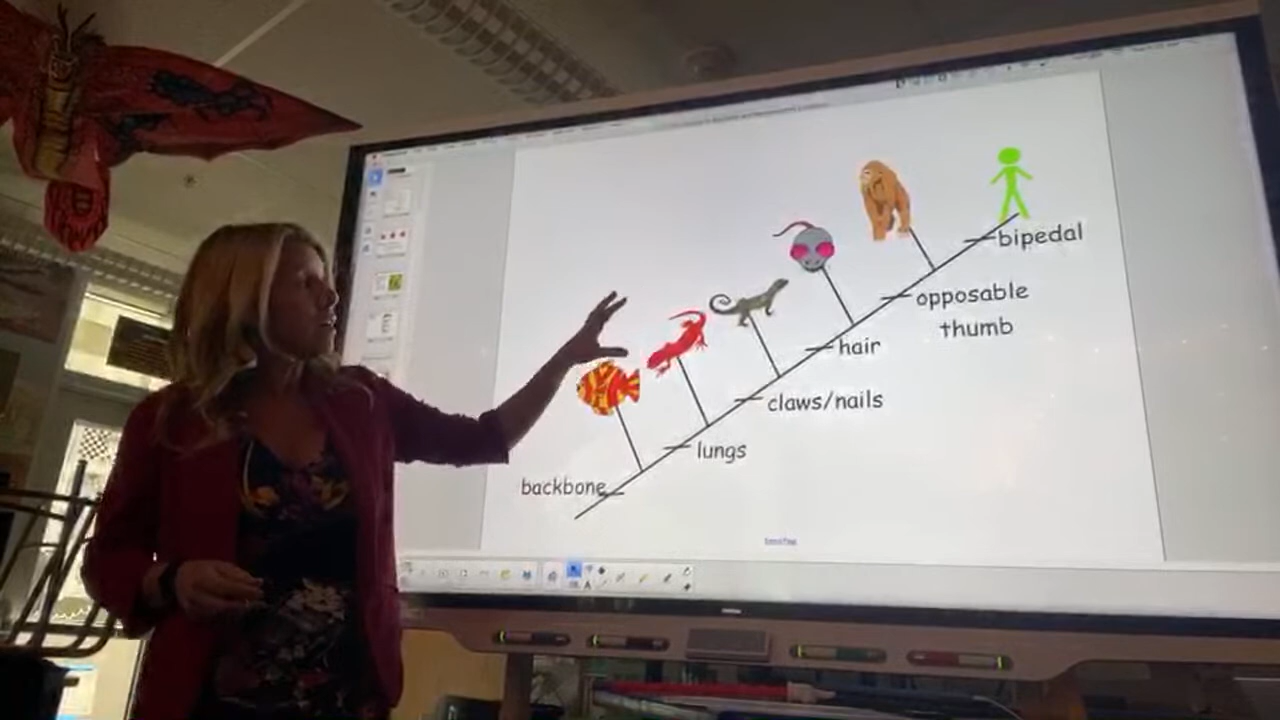 bipedal
opposable
thumb
hair
claws/nails
lungs
backbone